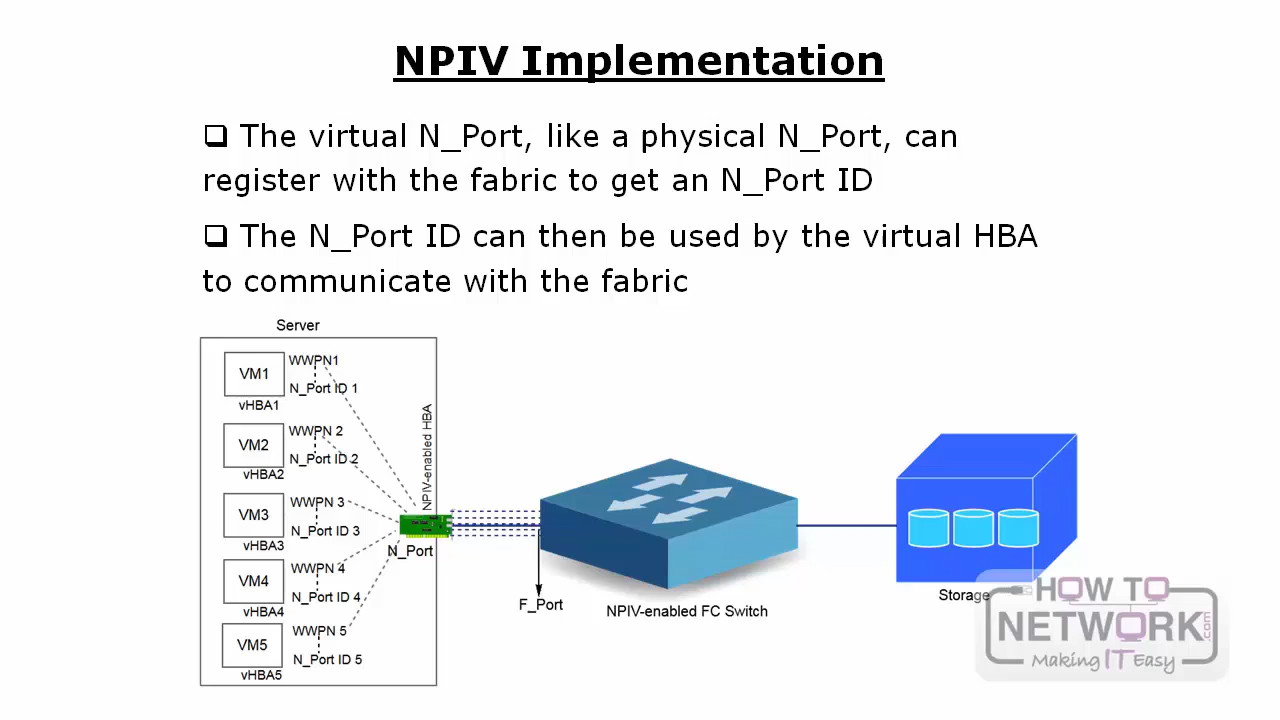 NPIV Implementation
❑ The virtual N_Port, like a physical N_Port, can
register with the fabric to get an N_Port ID
❑ The N_Port ID can then be used by the virtual HBA
to communicate with the fabric
Server
VM1
WWPN1
N_Port ID 1
vHBA1
VM2
WWPN 2
N_Port ID 2
vHBA2
VM3
WWPN 3
N_Port ID 3
vHBA3
VM4
WWPN 4
N_Port ID 4
vHBA4
VM5
WWPN 5
N_Port ID 5
vHBA5
NPIV-enabled HBA
N_Port
F_Port
NPIV-enabled FC Switch
Storage
HOW TO
NETWORK.com
Making IT Easy